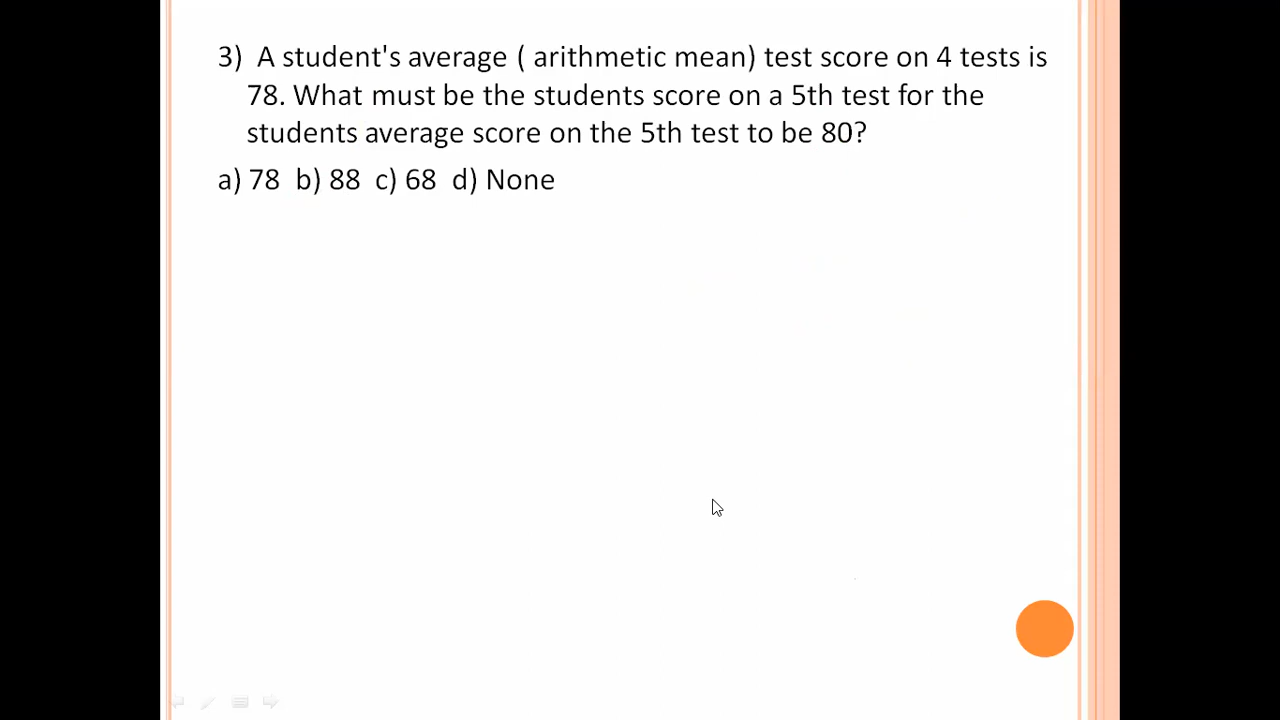 3) A student's average ( arithmetic mean) test score on 4 tests is
78. What must be the students score on a 5th test for the
students average score on the 5th test to be 80?
a) 78 b) 88 c) 68 d) None